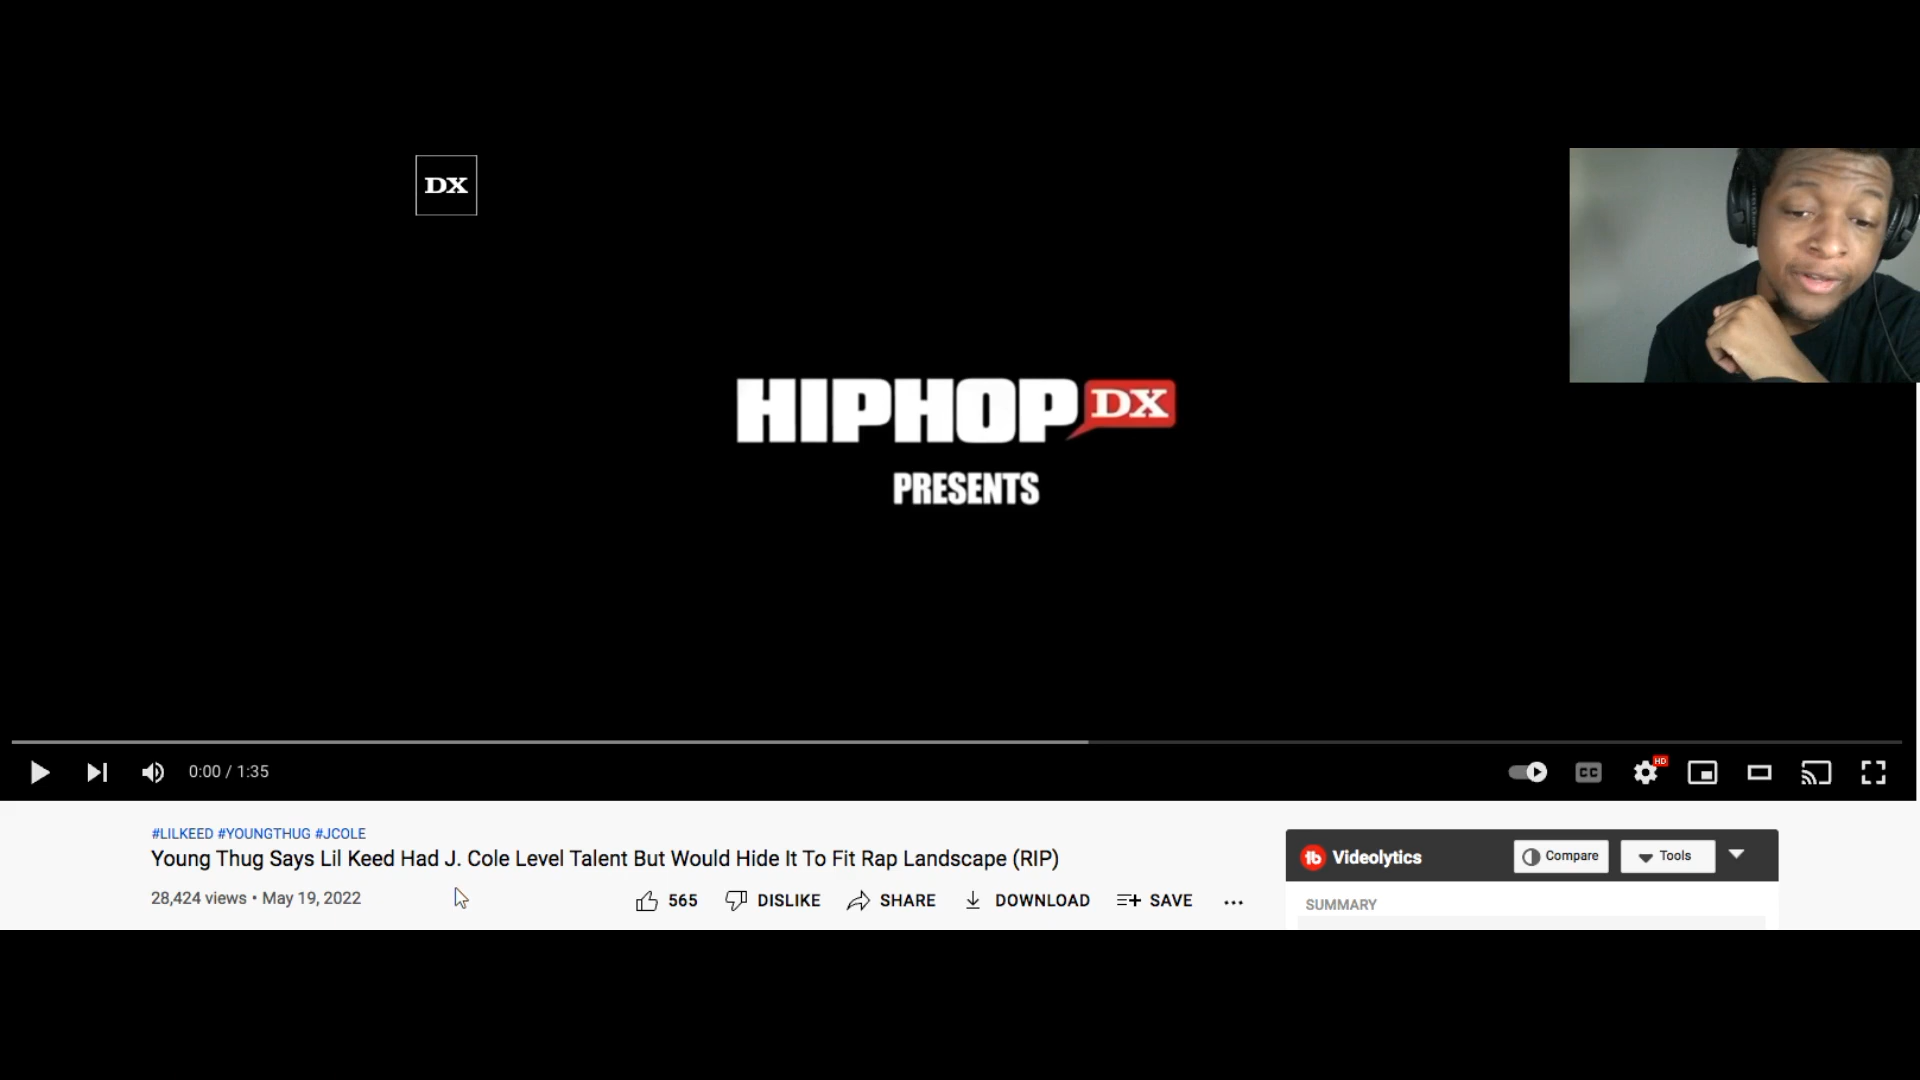 DX
HIPHOP DX
PRESENTS
0:00 / 1:35
CC
HD
#LILKEED #YOUNGTHUG #JCOLE
Young Thug Says Lil Keed Had J. Cole Level Talent But Would Hide It To Fit Rap Landscape (RIP)
28,424 views • May 19, 2022
565 DISLIKE SHARE DOWNLOAD SAVE ...
tb Videolytics Compare Tools
SUMMARY